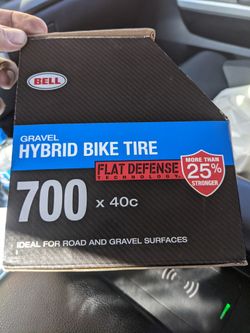 BELL
GRAVEL
HYBRID BIKE TIRE
FLAT DEFENSE
TECHNOLOGY
MORE THAN
25%
STRONGER
700 x 40c
IDEAL FOR ROAD AND GRAVEL SURFACES